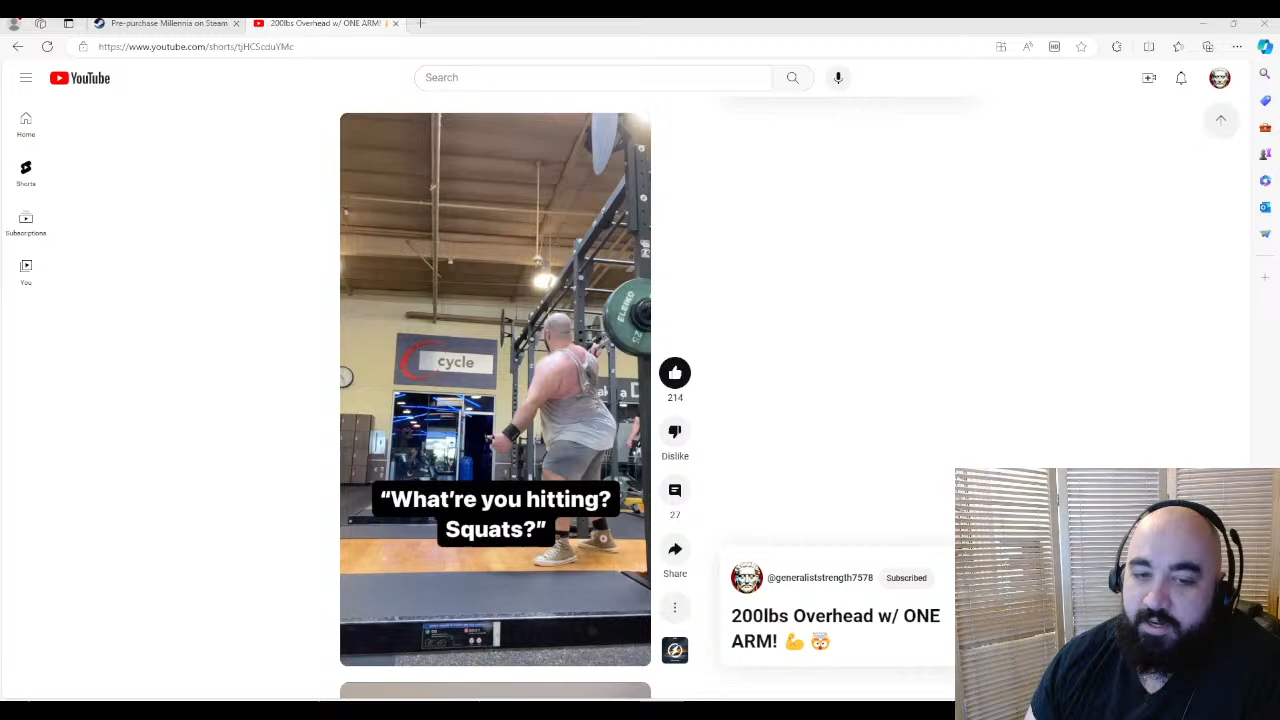 Pre-purchase Millennia on Steam
200lbs Overhead w/ ONE ARM!
https://www.youtube.com/shorts/tjHCScduYMc
YouTube
Search
Home
Shorts
Subscriptions
You
ELEIKO
cycle
"What're you hitting?
Squats?"
214
Dislike
27
Share
@generaliststrength7578
Subscribed
200lbs Overhead w/ ONE
ARM! 💪 🤯